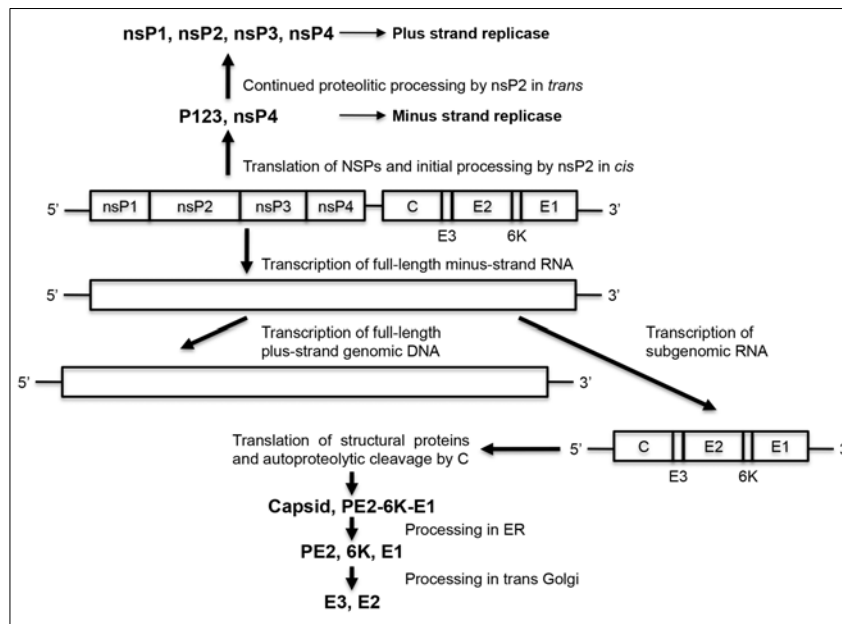 nsP1, nsP2, nsP3, nsP4
Plus strand replicase
Continued proteolitic processing by nsP2 in trans
P123, nsP4
Minus strand replicase
Translation of NSPs and initial processing by nsP2 in cis
5’ nsP1 nsP2 nsP3 nsP4 C E2 E1 3’
E3 6K
Transcription of full-length minus-strand RNA
5’ 3’
Transcription of full-length
plus-strand genomic DNA
Transcription of
subgenomic RNA
5’ 3’
Translation of structural proteins
and autoproteolytic cleavage by C
5’ C E2 E1 3’
E3 6K
Capsid, PE2-6K-E1
Processing in ER
PE2, 6K, E1
Processing in trans Golgi
E3, E2